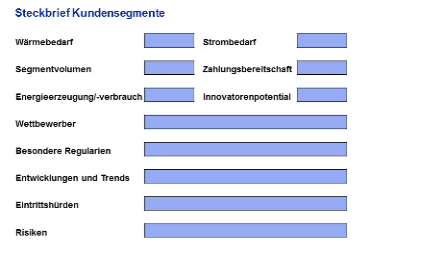 Steckbrief Kundensegmente
Wärmebedarf Strombedarf
Segmentvolumen Zahlungsbereitschaft
Energieerzeugung/-verbrauch Innovatorenpotential
Wettbewerber
Besondere Regularien
Entwicklungen und Trends
Eintrittshürden
Risiken